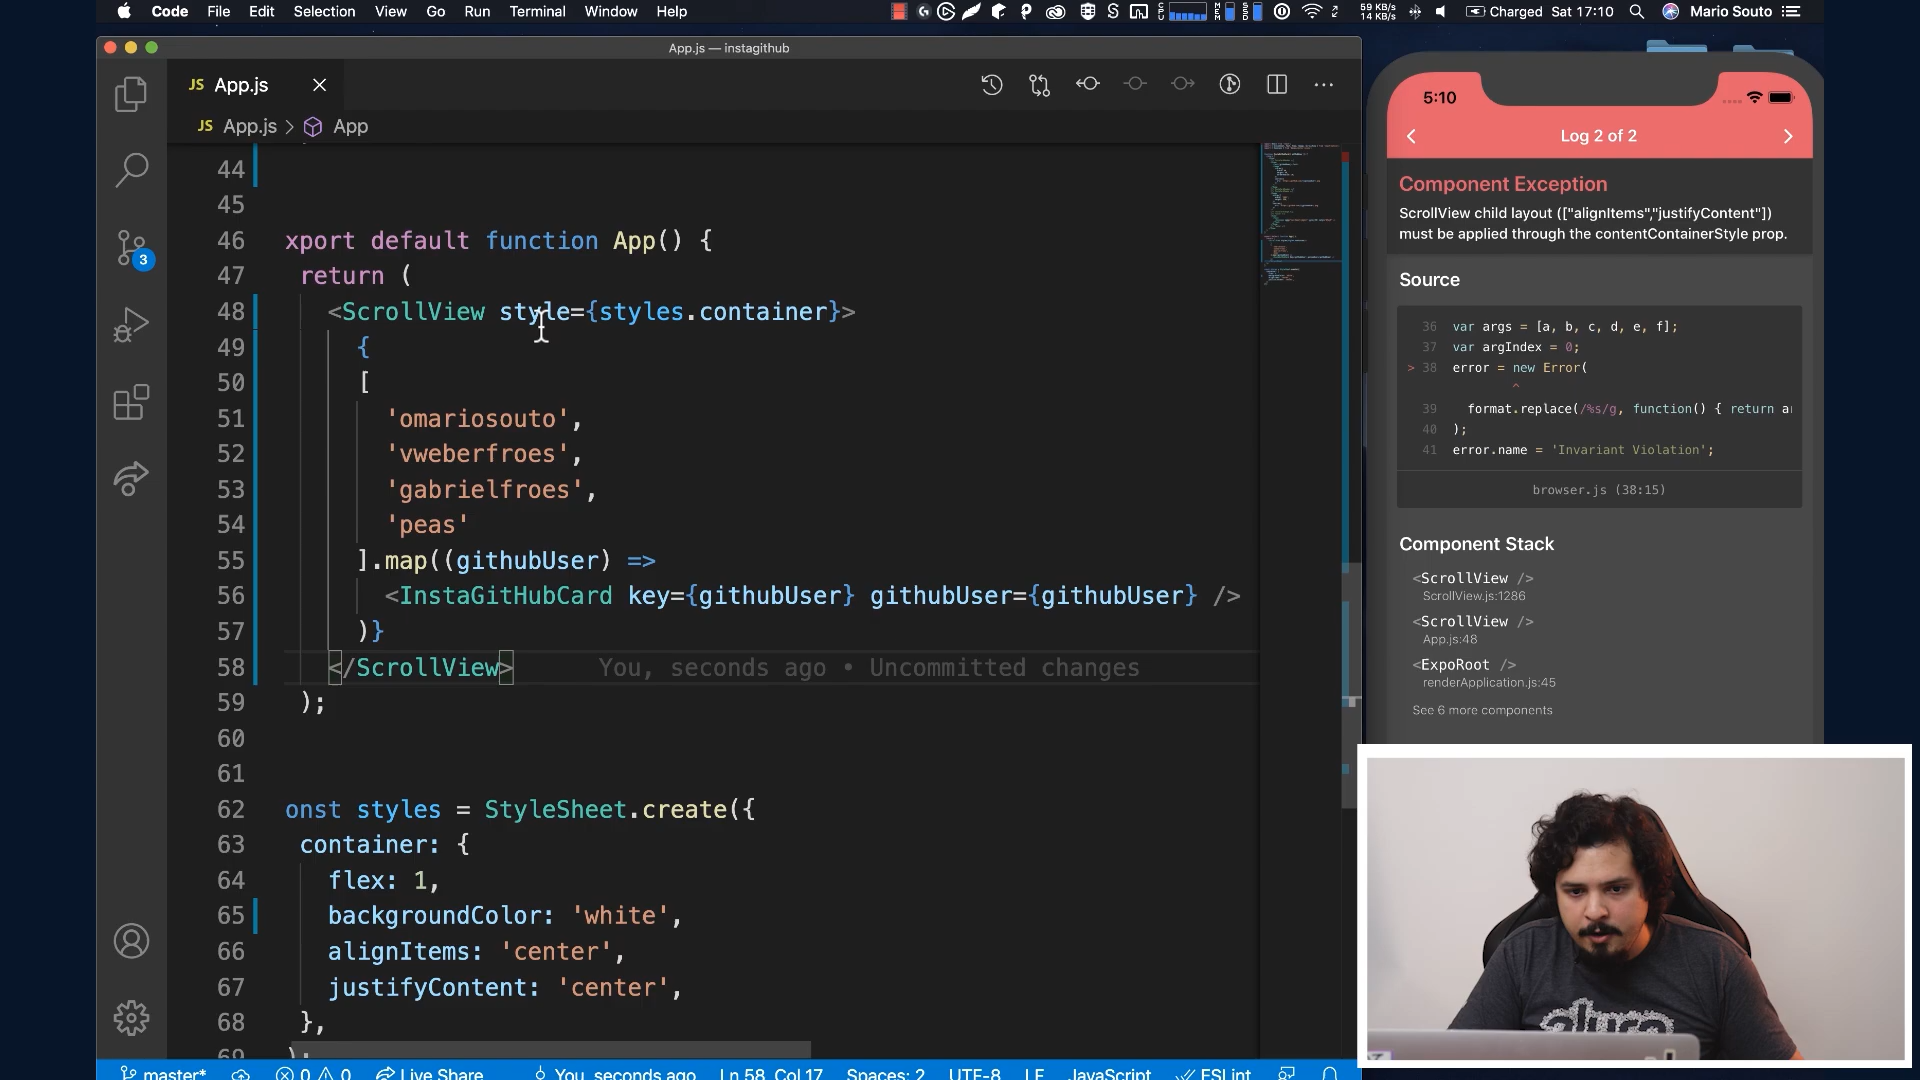 Code File Edit Selection View Go Run Terminal Window Help
59 KB/s
14 KB/s
Charged Sat 17:10 Mario Souto
App.js — instagithub
JS App.js
JS App.js > App
44
45
46 xport default function App() {
47 return (
48 <ScrollView style={styles.container}>
49 {
50 [
51 'omariosouto',
52 'vweberfroes',
53 'gabrielfroes',
54 'peas'
55 ].map((githubUser) =>
56 <InstaGitHubCard key={githubUser} githubUser={githubUser} />
57 )}
58 </ScrollView> You, seconds ago • Uncommitted changes
59 );
60
61
62 onst styles = StyleSheet.create({
63 container: {
64 flex: 1,
65 backgroundColor: 'white',
66 alignItems: 'center',
67 justifyContent: 'center',
68 },
69 );
3
master* 0 0 Live Share You, seconds ago Ln 58, Col 17 Spaces: 2 UTF-8 LF JavaScript ESLint
5:10
Log 2 of 2
Component Exception
ScrollView child layout (["alignItems","justifyContent"])
must be applied through the contentContainerStyle prop.
Source
36 var args = [a, b, c, d, e, f];
37 var argIndex = 0;
> 38 error = new Error(
^
39 format.replace(/%s/g, function() { return a
40 );
41 error.name = 'Invariant Violation';
browser.js (38:15)
Component Stack
<ScrollView />
ScrollView.js:1286
<ScrollView />
App.js:48
<ExpoRoot />
renderApplication.js:45
See 6 more components
alura